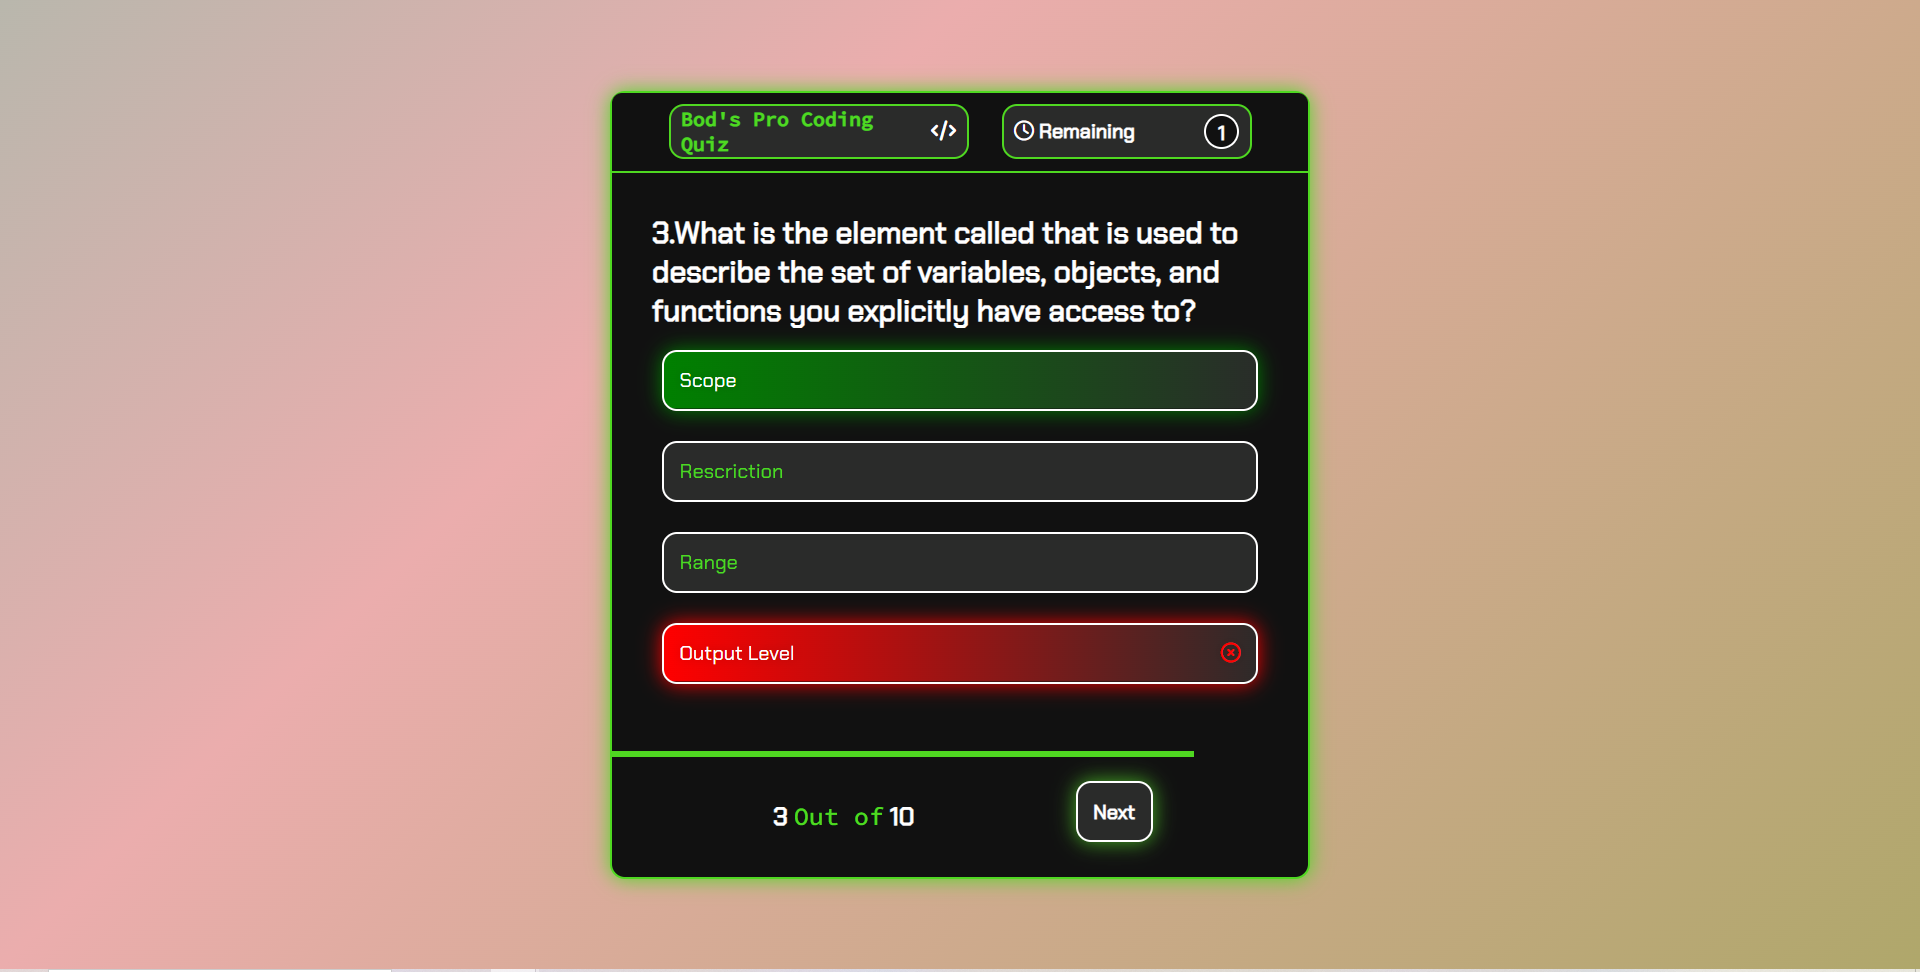 Bod's Pro Coding
Quiz
</>
Remaining
1
3.What is the element called that is used to
describe the set of variables, objects, and
functions you explicitly have access to?
Scope
Rescriction
Range
Output Level
3 Out of 10
Next